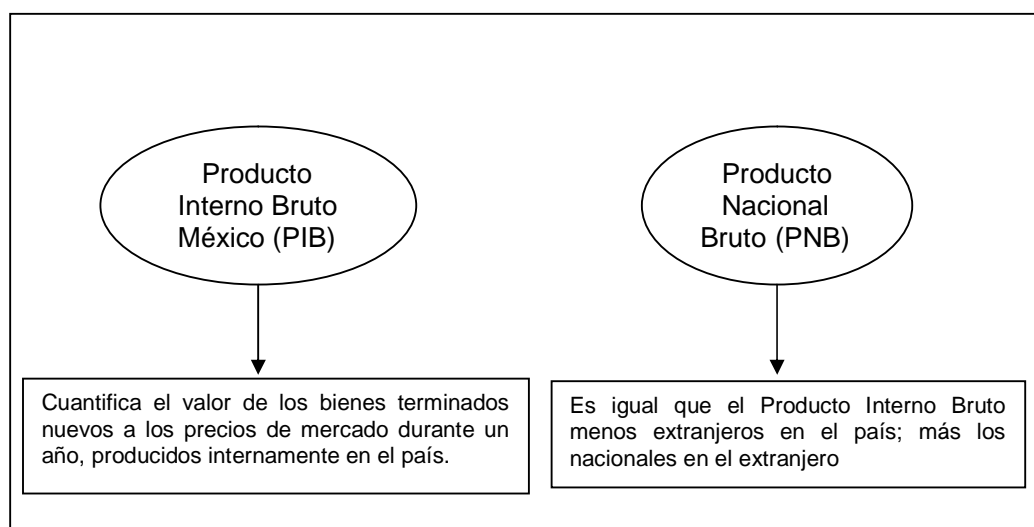 Producto
Interno Bruto
México (PIB)
Producto
Nacional
Bruto (PNB)
Cuantifica el valor de los bienes terminados
nuevos a los precios de mercado durante un
año, producidos internamente en el país.
Es igual que el Producto Interno Bruto
menos extranjeros en el país; más los
nacionales en el extranjero